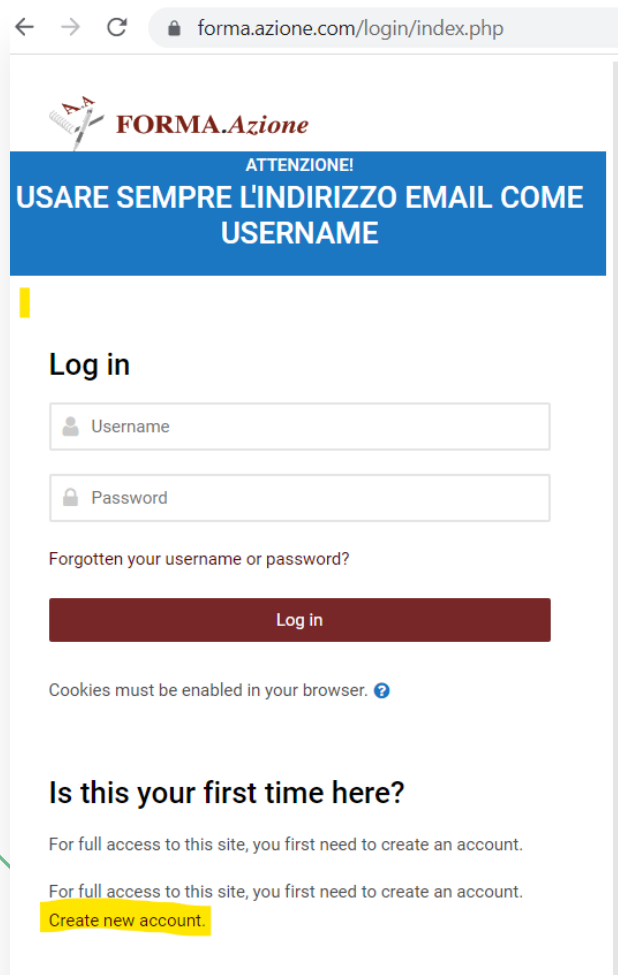 forma.azione.com/login/index.php
A.A
FORMA.Azione
ATTENZIONE!
USARE SEMPRE L'INDIRIZZO EMAIL COME
USERNAME
Log in
Username
Password
Forgotten your username or password?
Log in
Cookies must be enabled in your browser. ?
Is this your first time here?
For full access to this site, you first need to create an account.
For full access to this site, you first need to create an account.
Create new account.